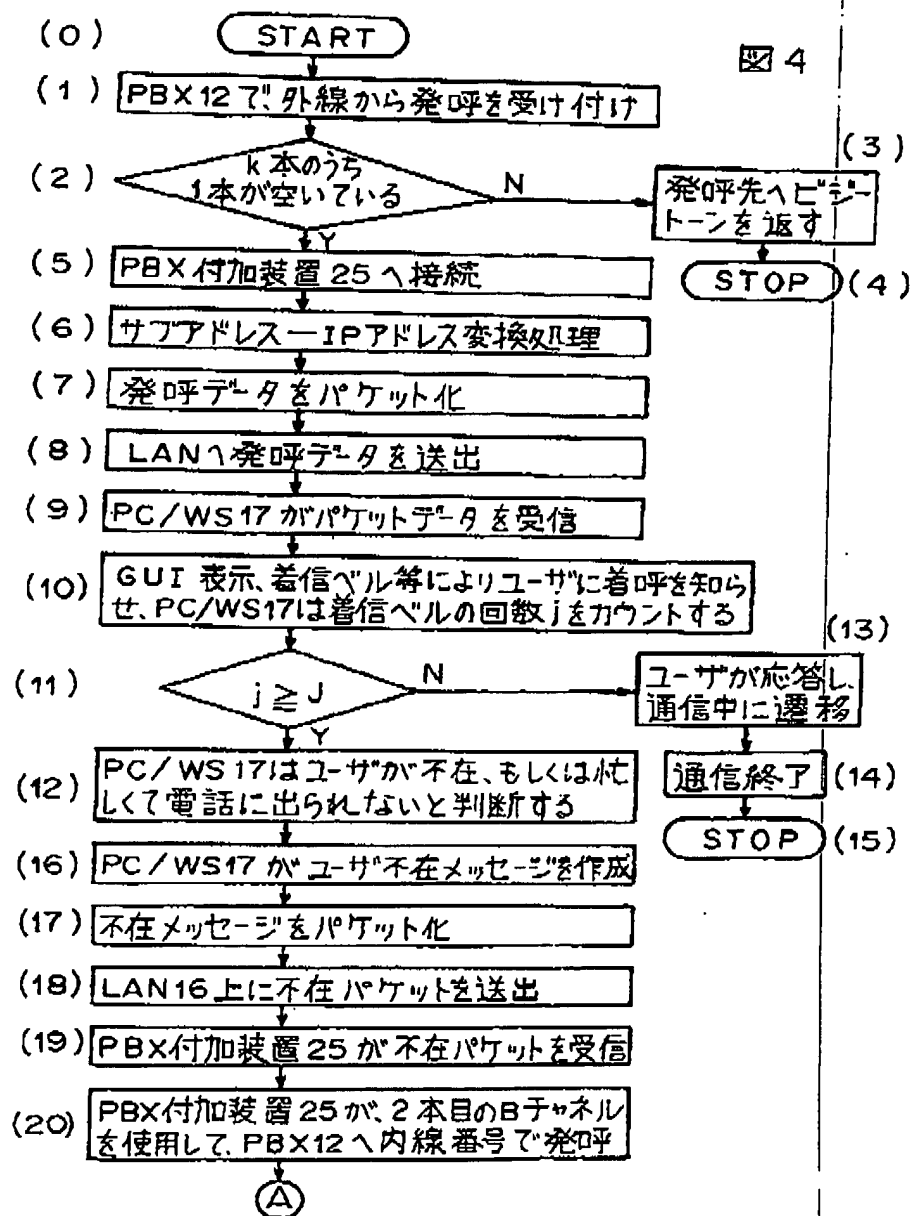 (0) START
図4
(1) PBX12で、外線から発呼を受け付け
(2) k本のうち
1本が空いている
N
Y
(3) 発呼先へビジー
トーンを返す
STOP (4)
(5) PBX付加装置25へ接続
(6) サブアドレス―IPアドレス変換処理
(7) 発呼データをパケット化
(8) LANへ発呼データを送出
(9) PC/WS17がパケットデータを受信
(10) GUI表示、着信ベル等によりユーザに着呼を知ら
せ、PC/WS17は着信ベルの回数jをカウントする
(11) j≧J
N
Y
(13) ユーザが応答し、
通信中に遷移
(12) PC/WS17はユーザが不在、もしくは忙
しくて電話に出られないと判断する
通信終了 (14)
STOP (15)
(16) PC/WS17がユーザ不在メッセージを作成
(17) 不在メッセージをパケット化
(18) LAN16上に不在パケットを送出
(19) PBX付加装置25が不在パケットを受信
(20) PBX付加装置25が、2本目のBチャネル
を使用して、PBX12へ内線番号で発呼
A